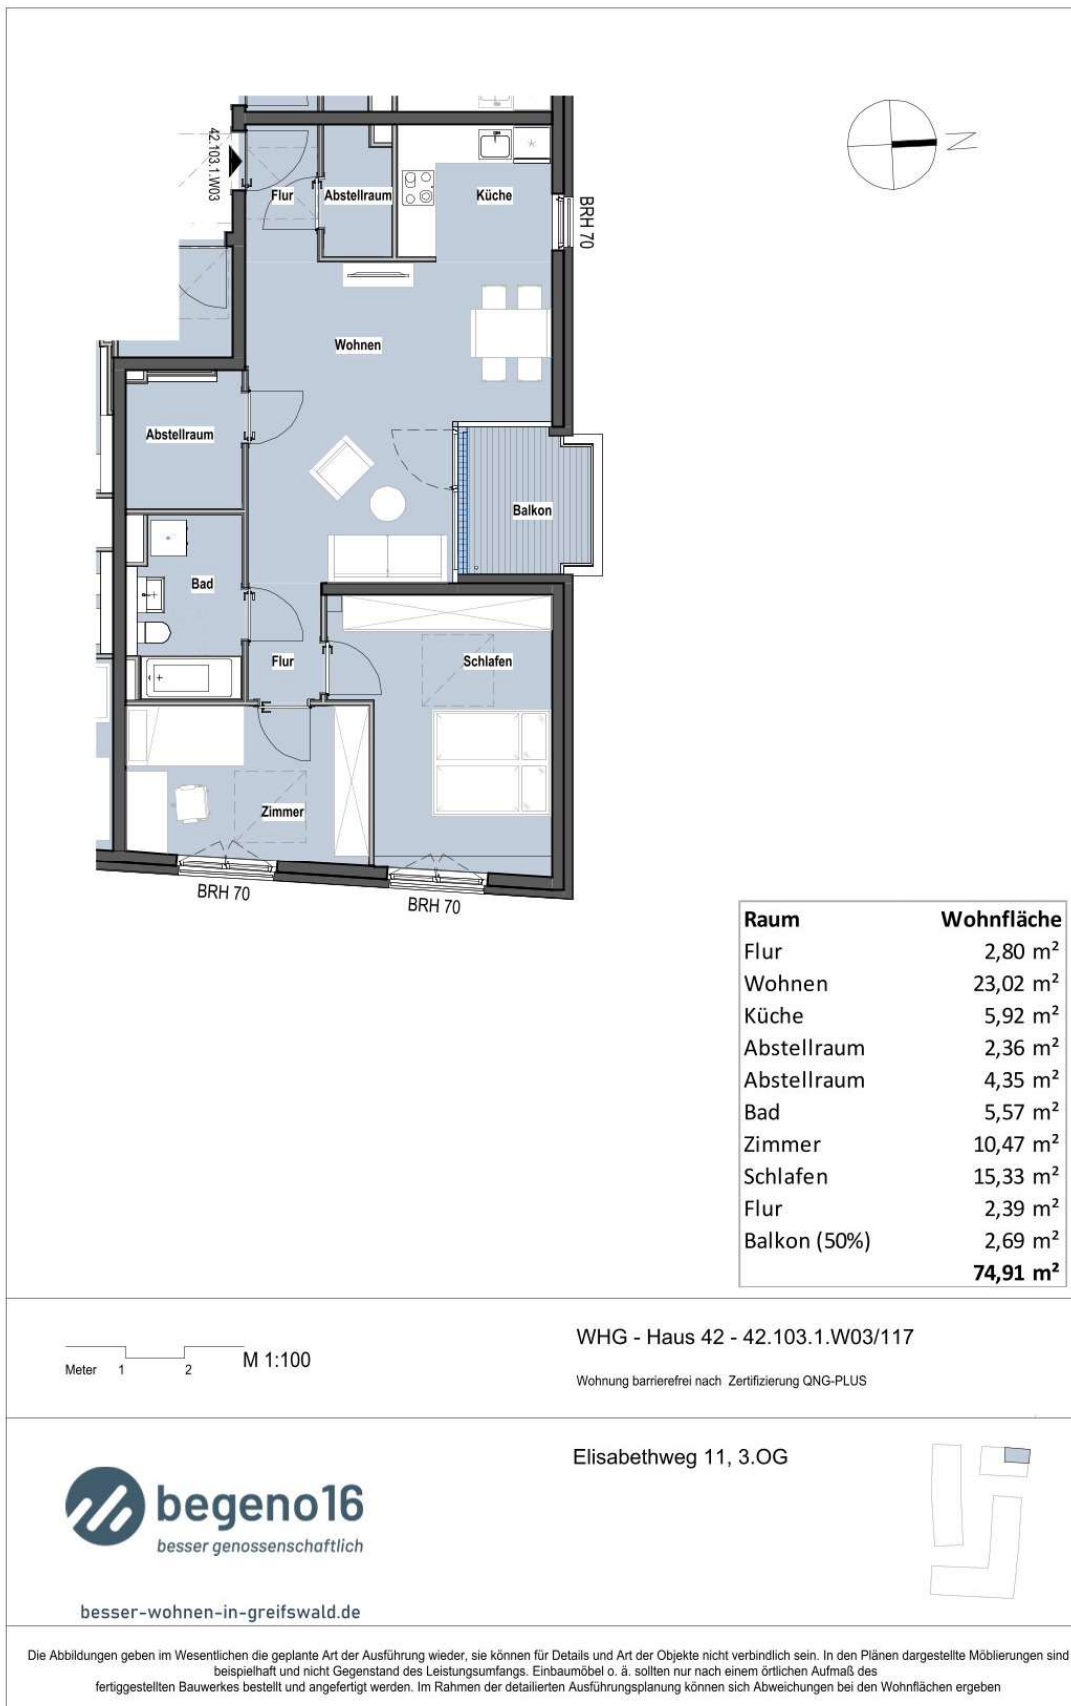 42.103.1.W03
Flur
Abstellraum
Küche
BRH 70
N
Wohnen
Abstellraum
Balkon
Bad
Flur
Schlafen
Zimmer
BRH 70
BRH 70
Raum Wohnfläche
Flur 2,80 m²
Wohnen 23,02 m²
Küche 5,92 m²
Abstellraum 2,36 m²
Abstellraum 4,35 m²
Bad 5,57 m²
Zimmer 10,47 m²
Schlafen 15,33 m²
Flur 2,39 m²
Balkon (50%) 2,69 m²
74,91 m²
Meter 1 2 M 1:100
WHG - Haus 42 - 42.103.1.W03/117
Wohnung barrierefrei nach Zertifizierung QNG-PLUS
Elisabethweg 11, 3.OG
begeno16
besser genossenschaftlich
besser-wohnen-in-greifswald.de
Die Abbildungen geben im Wesentlichen die geplante Art der Ausführung wieder, sie können für Details und Art der Objekte nicht verbindlich sein. In den Plänen dargestellte Möblierungen sind
beispielhaft und nicht Gegenstand des Leistungsumfangs. Einbaumöbel o. ä. sollten nur nach einem örtlichen Aufmaß des
fertiggestellten Bauwerkes bestellt und angefertigt werden. Im Rahmen der detailierten Ausführungsplanung können sich Abweichungen bei den Wohnflächen ergeben